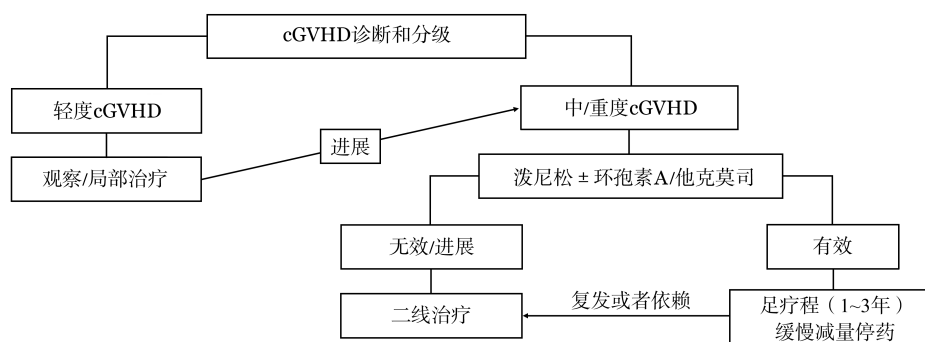 cGVHD诊断和分级
轻度cGVHD
中/重度cGVHD
进展
观察/局部治疗
泼尼松 ± 环孢素A/他克莫司
无效/进展
有效
二线治疗
复发或者依赖
足疗程（1~3年）
缓慢减量停药